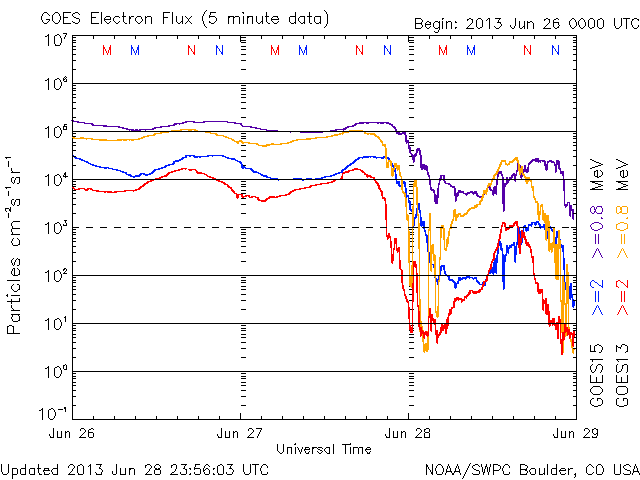 GOES Electron Flux (5 minute data)
Begin: 2013 Jun 26 0000 UTC
M M N N M M N N M M N N
10⁷
10⁶
10⁵
10⁴
10³
10²
10¹
10⁰
10⁻¹
Particles cm⁻²s⁻¹sr⁻¹
GOES15 >=2 >=0.8 MeV
GOES13 >=2 >=0.8 MeV
Jun 26 Jun 27 Jun 28 Jun 29
Universal Time
Updated 2013 Jun 28 23:56:03 UTC
NOAA/SWPC Boulder, CO USA